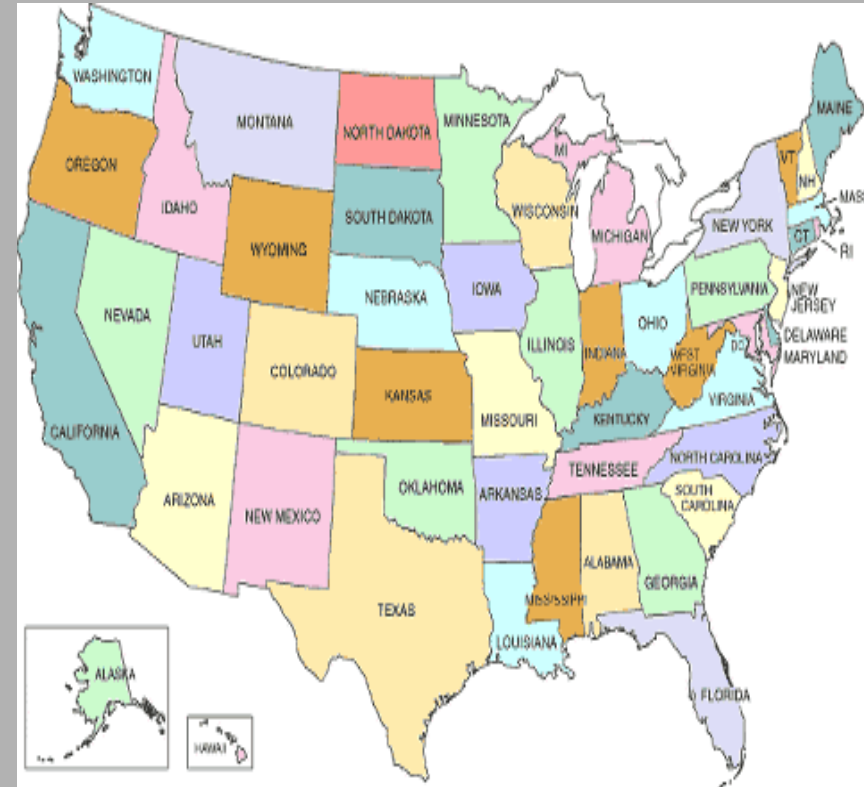 WASHINGTON
MONTANA
NORTH DAKOTA
MINNESOTA
MAINE
OREGON
IDAHO
MI
VT
NH
SOUTH DAKOTA
WISCONSIN
MICHIGAN
NEW YORK
MASS
CT
RI
WYOMING
NEBRASKA
IOWA
PENNSYLVANIA
NEW
JERSEY
NEVADA
UTAH
COLORADO
ILLINOIS
INDIANA
OHIO
WEST
VIRGINIA
DC
DELAWARE
MARYLAND
CALIFORNIA
KANSAS
MISSOURI
KENTUCKY
VIRGINIA
ARIZONA
NEW MEXICO
OKLAHOMA
ARKANSAS
TENNESSEE
NORTH CAROLINA
SOUTH
CAROLINA
TEXAS
LOUISIANA
MISSISSIPPI
ALABAMA
GEORGIA
FLORIDA
ALASKA
HAWAII